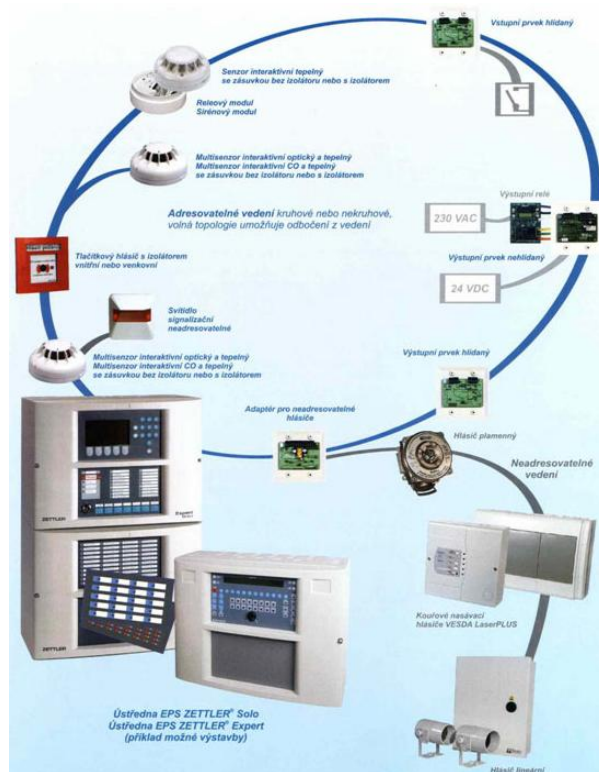 Vstupní prvek hlídaný
Senzor interaktivní tepelný
se zásuvkou bez izolátoru nebo s izolátorem
Releový modul
Sirénový modul
Multisenzor interaktivní optický a tepelný
Multisenzor interaktivní CO a tepelný
se zásuvkou bez izolátoru nebo s izolátorem
Adresovatelné vedení kruhové nebo nekruhové,
volná topologie umožňuje odbočení z vedení
Výstupní relé
230 VAC
Výstupní prvek nehlídaný
24 VDC
Tlačítkový hlásič s izolátorem
vnitřní nebo venkovní
Svítidlo
signalizační
neadresovatelné
Multisenzor interaktivní optický a tepelný
Multisenzor interaktivní CO a tepelný
se zásuvkou bez izolátoru nebo s izolátorem
Výstupní prvek hlídaný
Adaptér pro neadresovatelné
hlásiče
Hlásič plamenný
Neadresovatelné
vedení
ZETTLER
Expert
ZETTLER
Kouřové nasávací
hlásiče VESDA LaserPLUS
Ústředna EPS ZETTLER® Solo
Ústředna EPS ZETTLER® Expert
(příklad možné výstavby)
Hlásič lineární